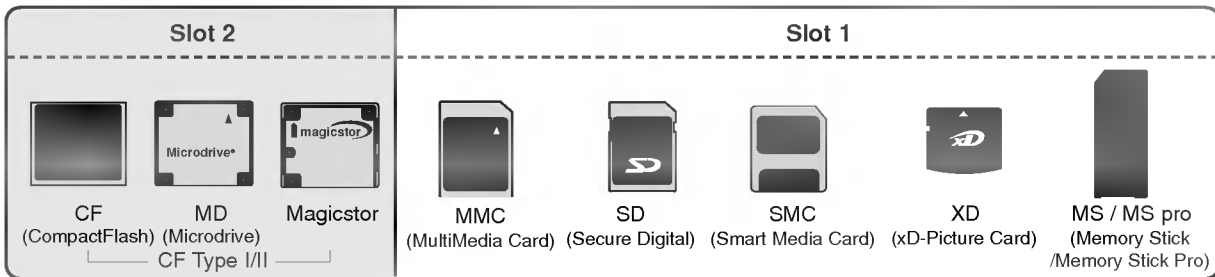 Slot 2
Slot 1
Microdrive®
magicstor
SD
xD
CF
(CompactFlash)
MD
(Microdrive)
Magicstor
CF Type I/II
MMC
(MultiMedia Card)
SD
(Secure Digital)
SMC
(Smart Media Card)
XD
(xD-Picture Card)
MS / MS pro
(Memory Stick
/Memory Stick Pro)